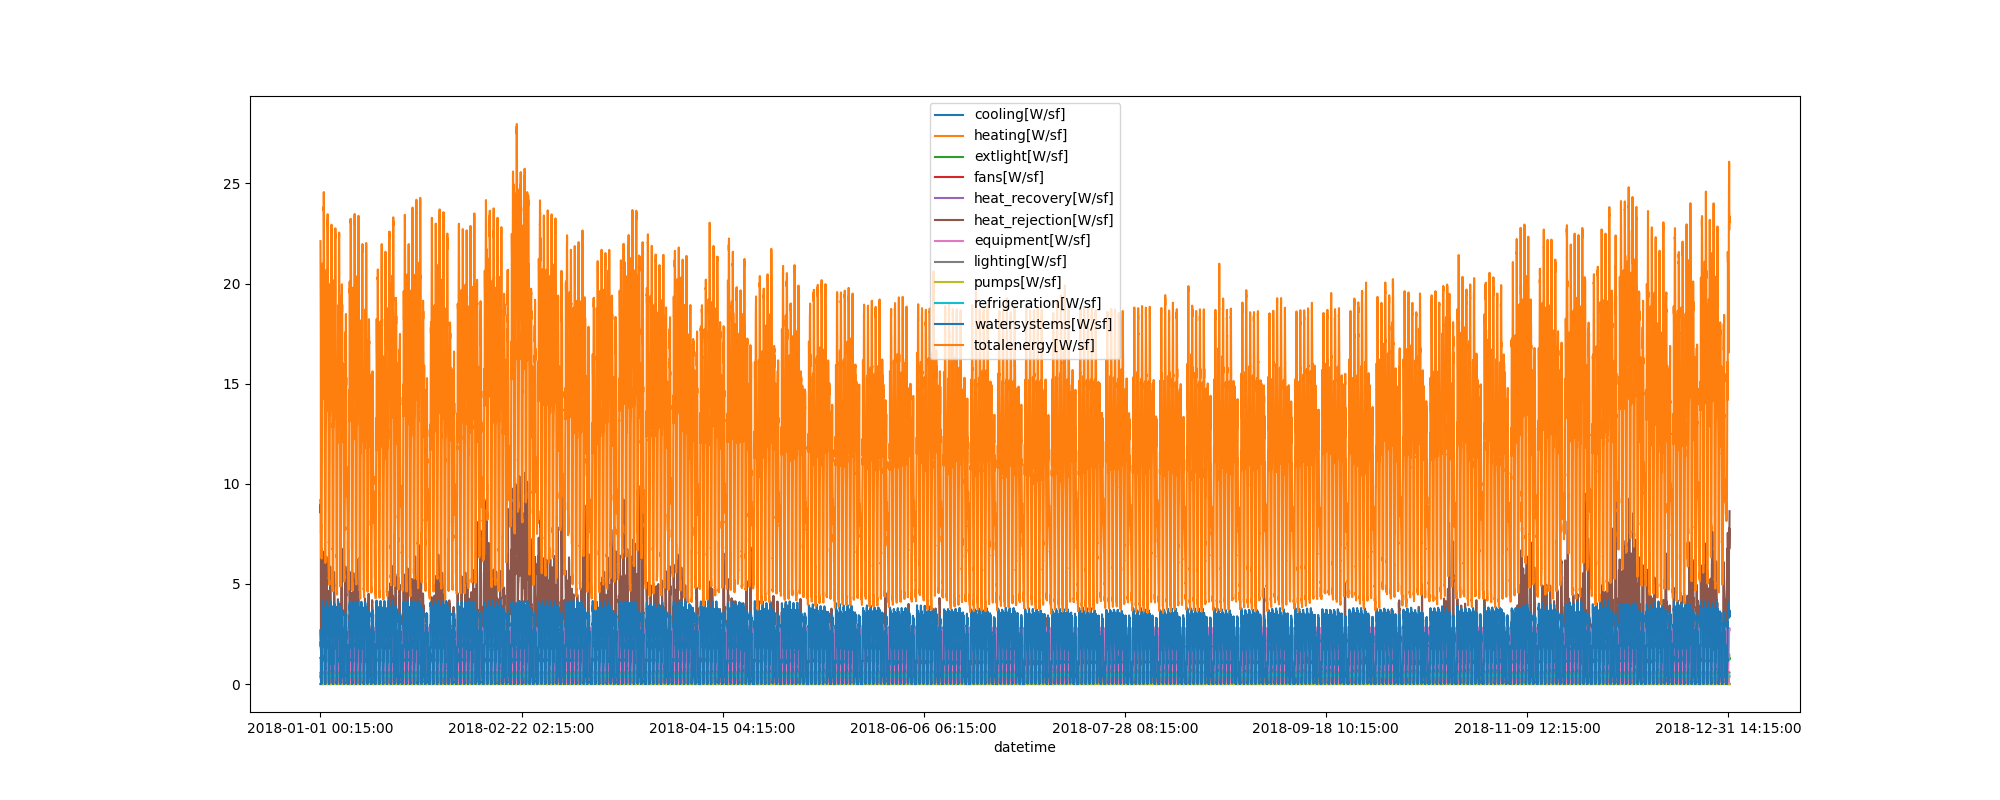 cooling[W/sf]
heating[W/sf]
extlight[W/sf]
fans[W/sf]
heat_recovery[W/sf]
heat_rejection[W/sf]
equipment[W/sf]
lighting[W/sf]
pumps[W/sf]
refrigeration[W/sf]
watersystems[W/sf]
totalenergy[W/sf]
25
20
15
10
5
0
2018-01-01 00:15:00 2018-02-22 02:15:00 2018-04-15 04:15:00 2018-06-06 06:15:00 2018-07-28 08:15:00 2018-09-18 10:15:00 2018-11-09 12:15:00 2018-12-31 14:15:00
datetime